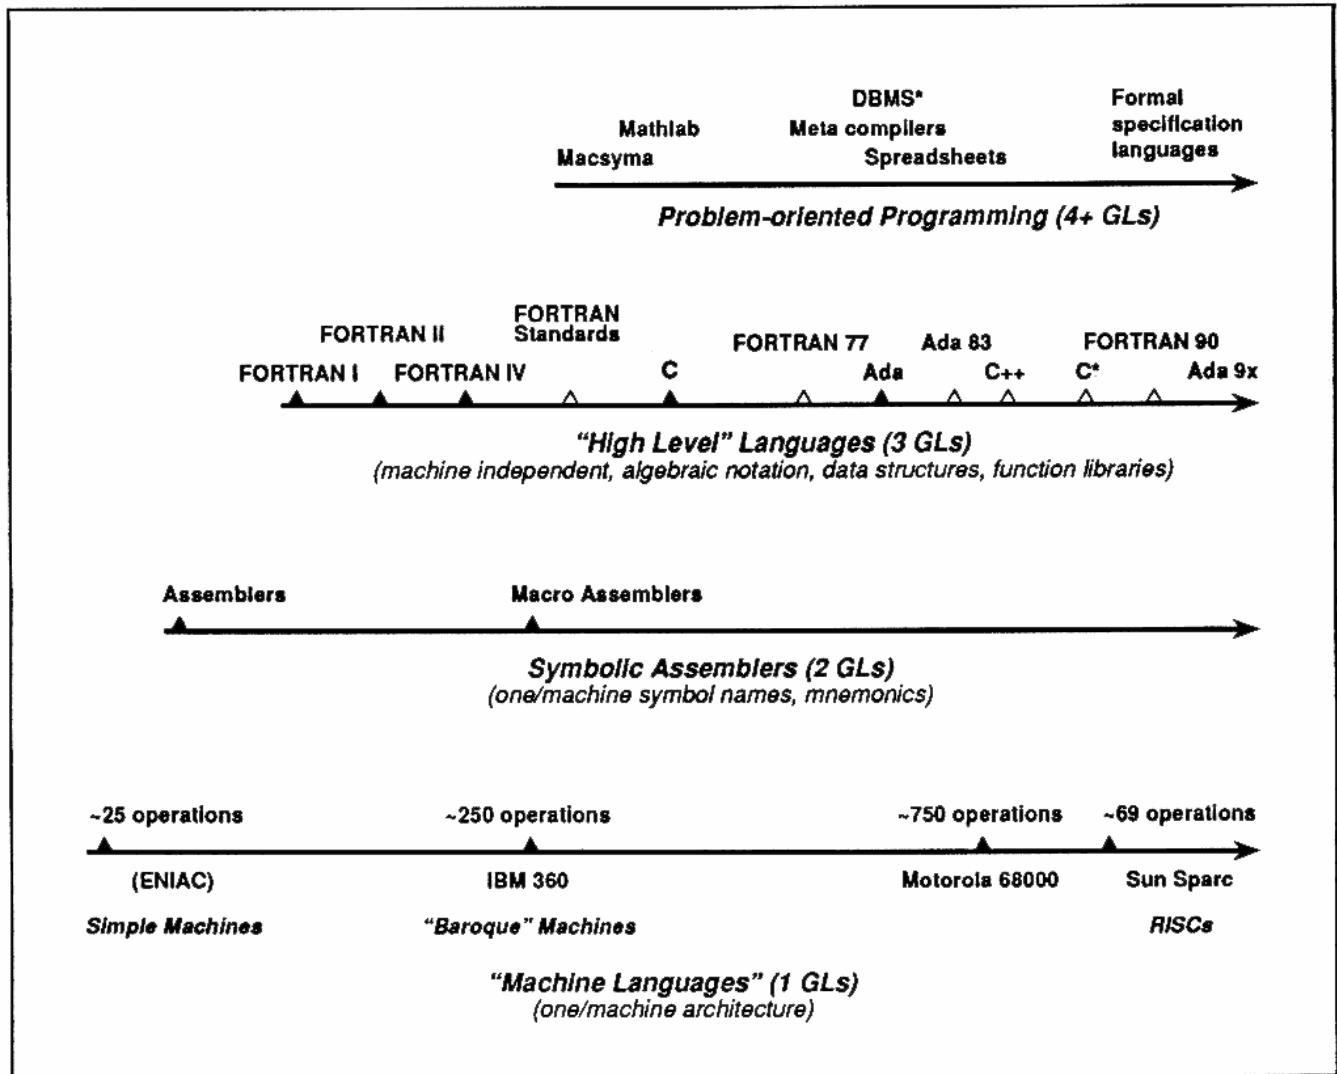 DBMS*
Formal
Mathlab
Meta compilers
specification
Macsyma
Spreadsheets
languages
Problem-oriented Programming (4+ GLs)
FORTRAN
FORTRAN II
Standards
FORTRAN 77
Ada 83
FORTRAN 90
FORTRAN I
FORTRAN IV
C
Ada
C++
C*
Ada 9x
“High Level” Languages (3 GLs)
(machine independent, algebraic notation, data structures, function libraries)
Assemblers
Macro Assemblers
Symbolic Assemblers (2 GLs)
(one/machine symbol names, mnemonics)
~25 operations
~250 operations
~750 operations
~69 operations
(ENIAC)
IBM 360
Motorola 68000
Sun Sparc
Simple Machines
“Baroque” Machines
RISCs
“Machine Languages” (1 GLs)
(one/machine architecture)